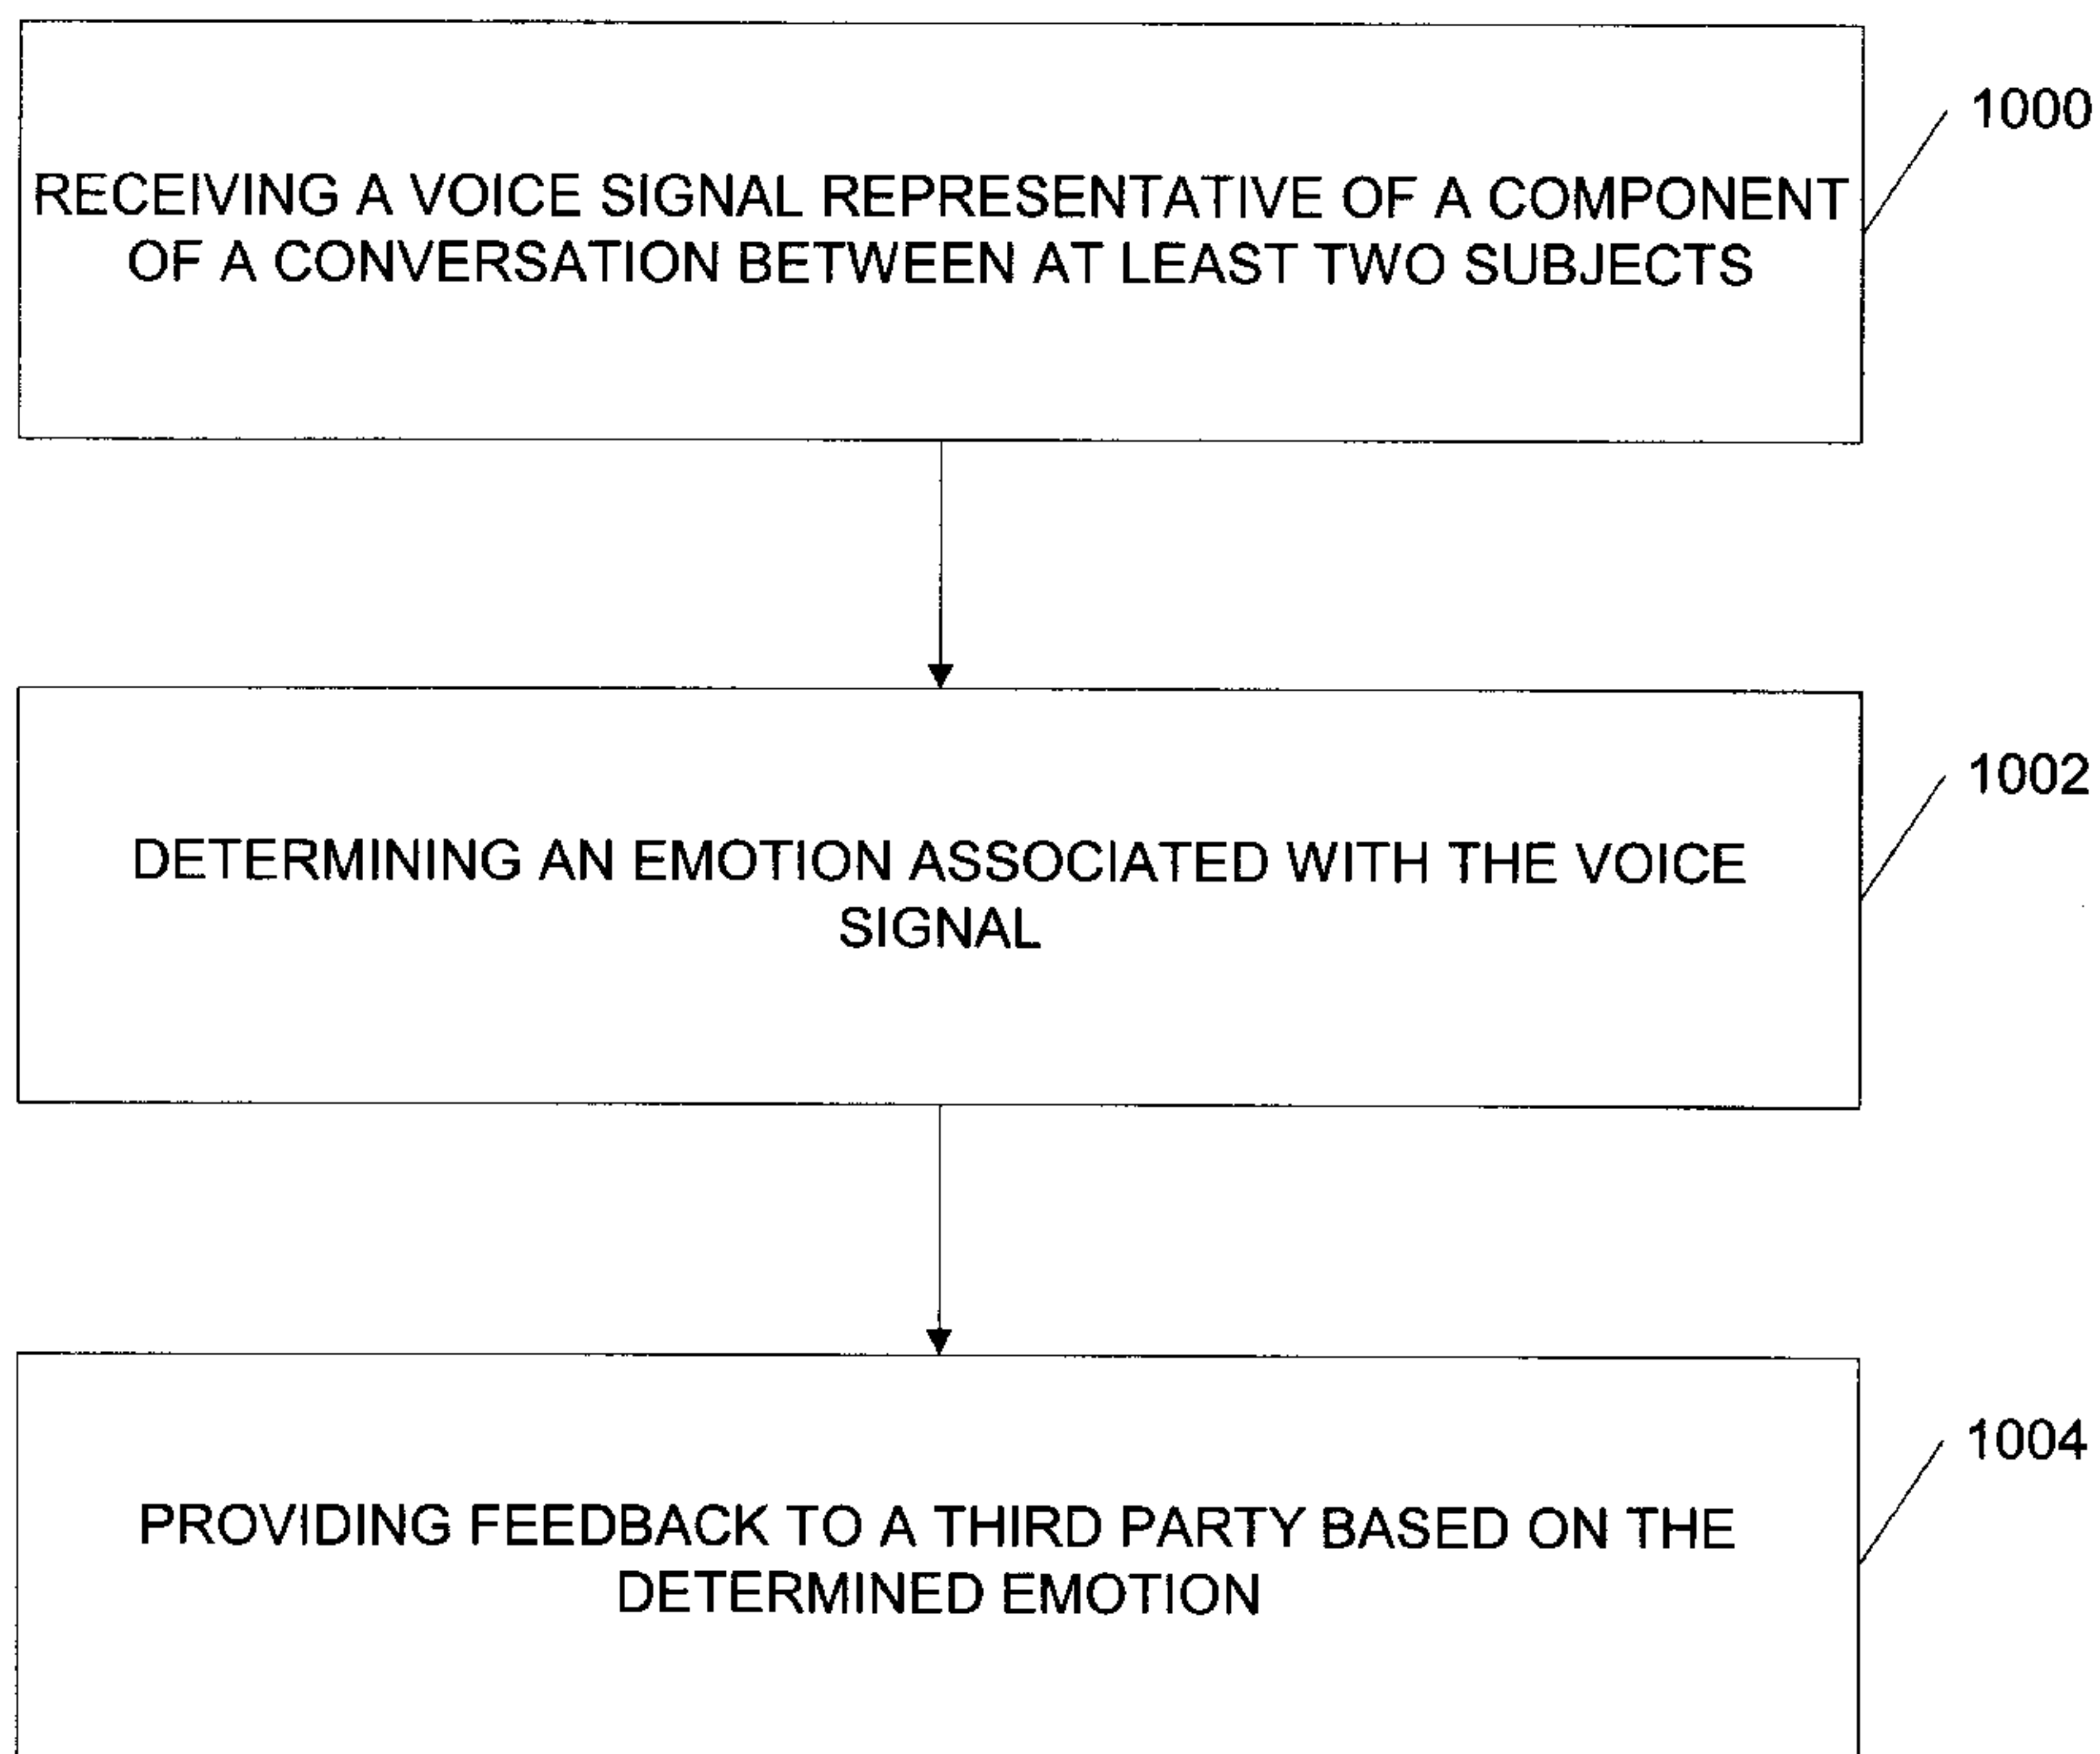 1000
RECEIVING A VOICE SIGNAL REPRESENTATIVE OF A COMPONENT
OF A CONVERSATION BETWEEN AT LEAST TWO SUBJECTS
1002
DETERMINING AN EMOTION ASSOCIATED WITH THE VOICE
SIGNAL
1004
PROVIDING FEEDBACK TO A THIRD PARTY BASED ON THE
DETERMINED EMOTION